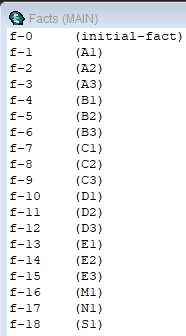 Facts (MAIN)
f-0 (initial-fact)
f-1 (A1)
f-2 (A2)
f-3 (A3)
f-4 (B1)
f-5 (B2)
f-6 (B3)
f-7 (C1)
f-8 (C2)
f-9 (C3)
f-10 (D1)
f-11 (D2)
f-12 (D3)
f-13 (E1)
f-14 (E2)
f-15 (E3)
f-16 (M1)
f-17 (N1)
f-18 (S1)